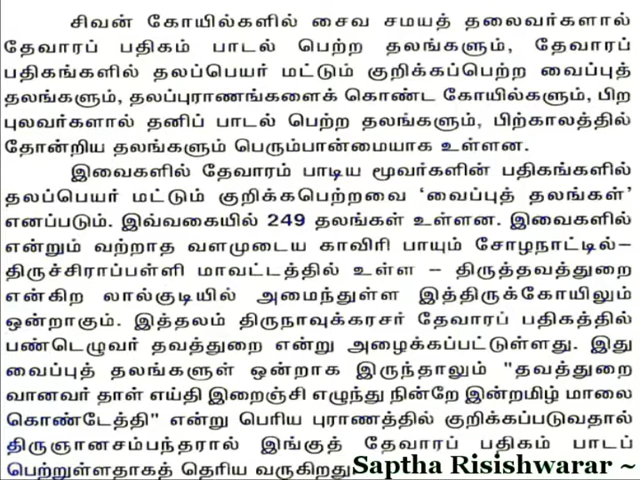 சிவன் கோயில்களில் சைவ சமயத் தலைவர்களால்
தேவாரப் பதிகம் பாடல் பெற்ற தலங்களும், தேவாரப்
பதிகங்களில் தலப்பெயர் மட்டும் குறிக்கப்பெற்ற வைப்புத்
தலங்களும், தலப்புராணங்களைக் கொண்ட கோயில்களும், பிற
புலவர்களால் தனிப் பாடல் பெற்ற தலங்களும், பிற்காலத்தில்
தோன்றிய தலங்களும் பெரும்பான்மையாக உள்ளன.
இவைகளில் தேவாரம் பாடிய மூவர்களின் பதிகங்களில்
தலப்பெயர் மட்டும் குறிக்கபெற்றவை ‘வைப்புத் தலங்கள்’
எனப்படும். இவ்வகையில் 249 தலங்கள் உள்ளன. இவைகளில்
என்றும் வற்றாத வளமுடைய காவிரி பாயும் சோழநாட்டில்–
திருச்சிராப்பள்ளி மாவட்டத்தில் உள்ள – திருத்தவத்துறை
என்கிற லால்குடியில் அமைந்துள்ள இத்திருக்கோயிலும்
ஒன்றாகும். இத்தலம் திருநாவுக்கரசர் தேவாரப் பதிகத்தில்
பண்டெழுவர் தவத்துறை என்று அழைக்கப்பட்டுள்ளது. இது
வைப்புத் தலங்களுள் ஒன்றாக இருந்தாலும் "தவத்துறை
வானவர் தாள் எய்தி இறைஞ்சி எழுந்து நின்றே இன்றமிழ் மாலை
கொண்டேத்தி" என்று பெரிய புராணத்தில் குறிக்கப்படுவதால்
திருஞானசம்பந்தரால் இங்குத் தேவாரப் பதிகம் பாடப்
பெற்றுள்ளதாகத் தெரிய வருகிறது. Saptha Risishwarar ~